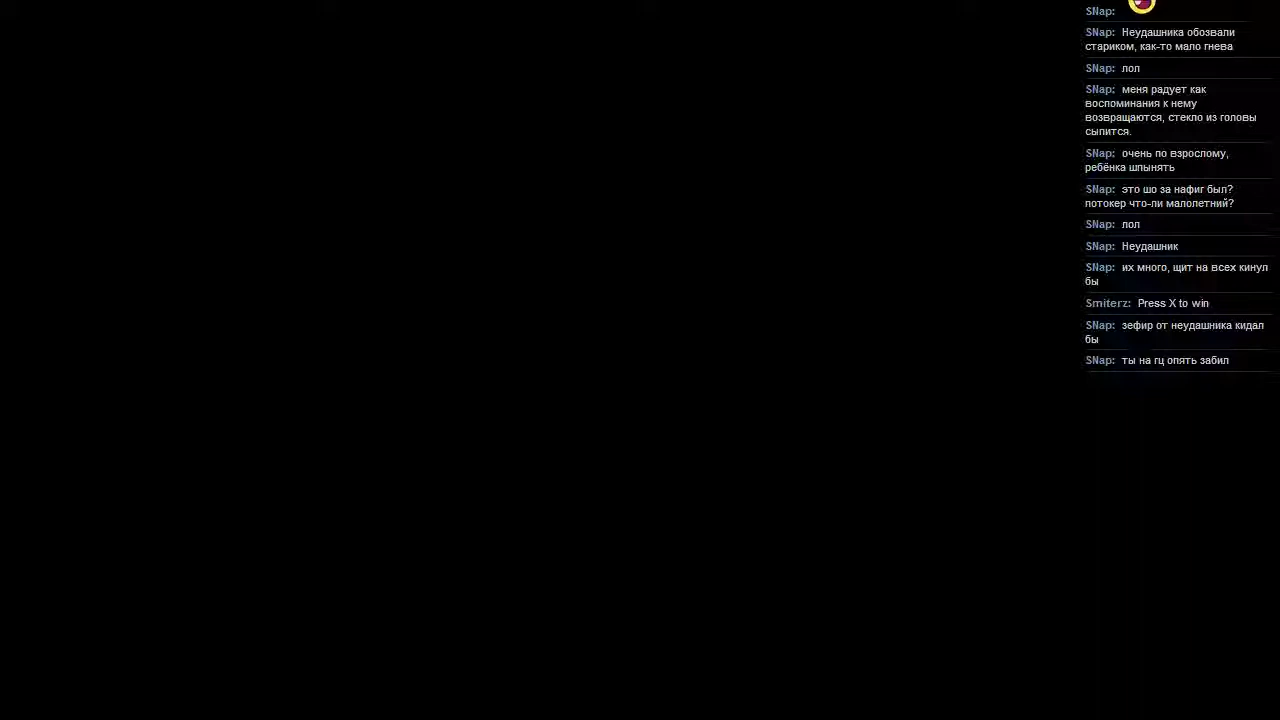 SNap:
SNap: Неудашника обозвали
стариком, как-то мало гнева
SNap: лол
SNap: меня радует как
воспоминания к нему
возвращаются, стекло из головы
сыпится.
SNap: очень по взрослому,
ребёнка шпынять
SNap: это шо за нафиг был?
потокер что-ли малолетний?
SNap: лол
SNap: Неудашник
SNap: их много, щит на всех кинул
бы
Smiterz: Press X to win
SNap: зефир от неудашника кидал
бы
SNap: ты на гц опять забил